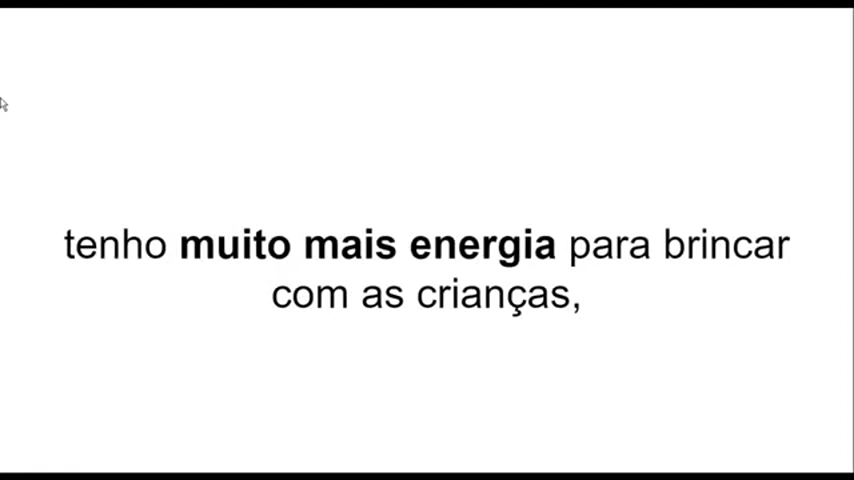 tenho muito mais energia para brincar
com as crianças,